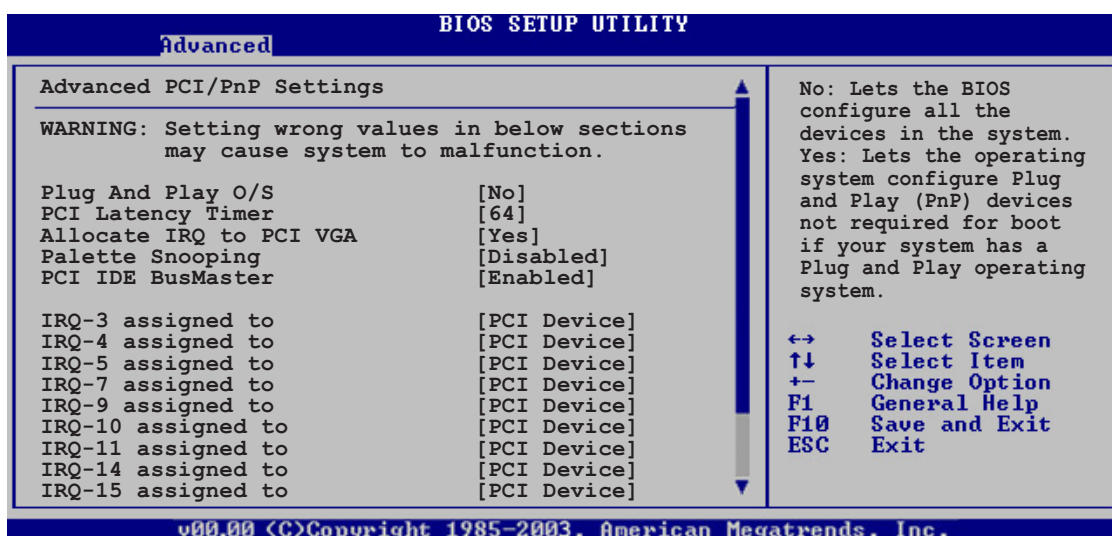 BIOS SETUP UTILITY
Advanced
Advanced PCI/PnP Settings
WARNING: Setting wrong values in below sections
may cause system to malfunction.
Plug And Play O/S [No]
PCI Latency Timer [64]
Allocate IRQ to PCI VGA [Yes]
Palette Snooping [Disabled]
PCI IDE BusMaster [Enabled]
IRQ-3 assigned to [PCI Device]
IRQ-4 assigned to [PCI Device]
IRQ-5 assigned to [PCI Device]
IRQ-7 assigned to [PCI Device]
IRQ-9 assigned to [PCI Device]
IRQ-10 assigned to [PCI Device]
IRQ-11 assigned to [PCI Device]
IRQ-14 assigned to [PCI Device]
IRQ-15 assigned to [PCI Device]
No: Lets the BIOS
configure all the
devices in the system.
Yes: Lets the operating
system configure Plug
and Play (PnP) devices
not required for boot
if your system has a
Plug and Play operating
system.
←→ Select Screen
↑↓ Select Item
+- Change Option
F1 General Help
F10 Save and Exit
ESC Exit
v00.00 (C)Copyright 1985-2003, American Megatrends, Inc.